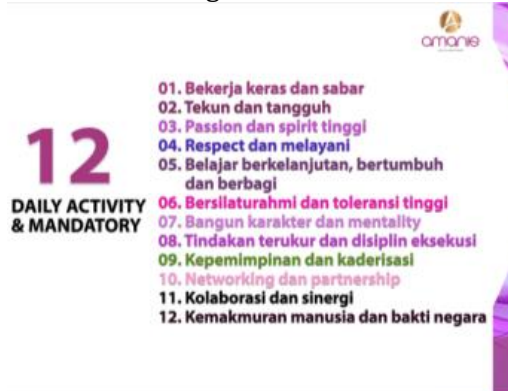 amanie
01. Bekerja keras dan sabar
02. Tekun dan tangguh
03. Passion dan spirit tinggi
04. Respect dan melayani
05. Belajar berkelanjutan, bertumbuh
dan berbagi
06. Bersilaturahmi dan toleransi tinggi
07. Bangun karakter dan mentality
08. Tindakan terukur dan disiplin eksekusi
09. Kepemimpinan dan kaderisasi
10. Networking dan partnership
11. Kolaborasi dan sinergi
12. Kemakmuran manusia dan bakti negara
12
DAILY ACTIVITY
& MANDATORY